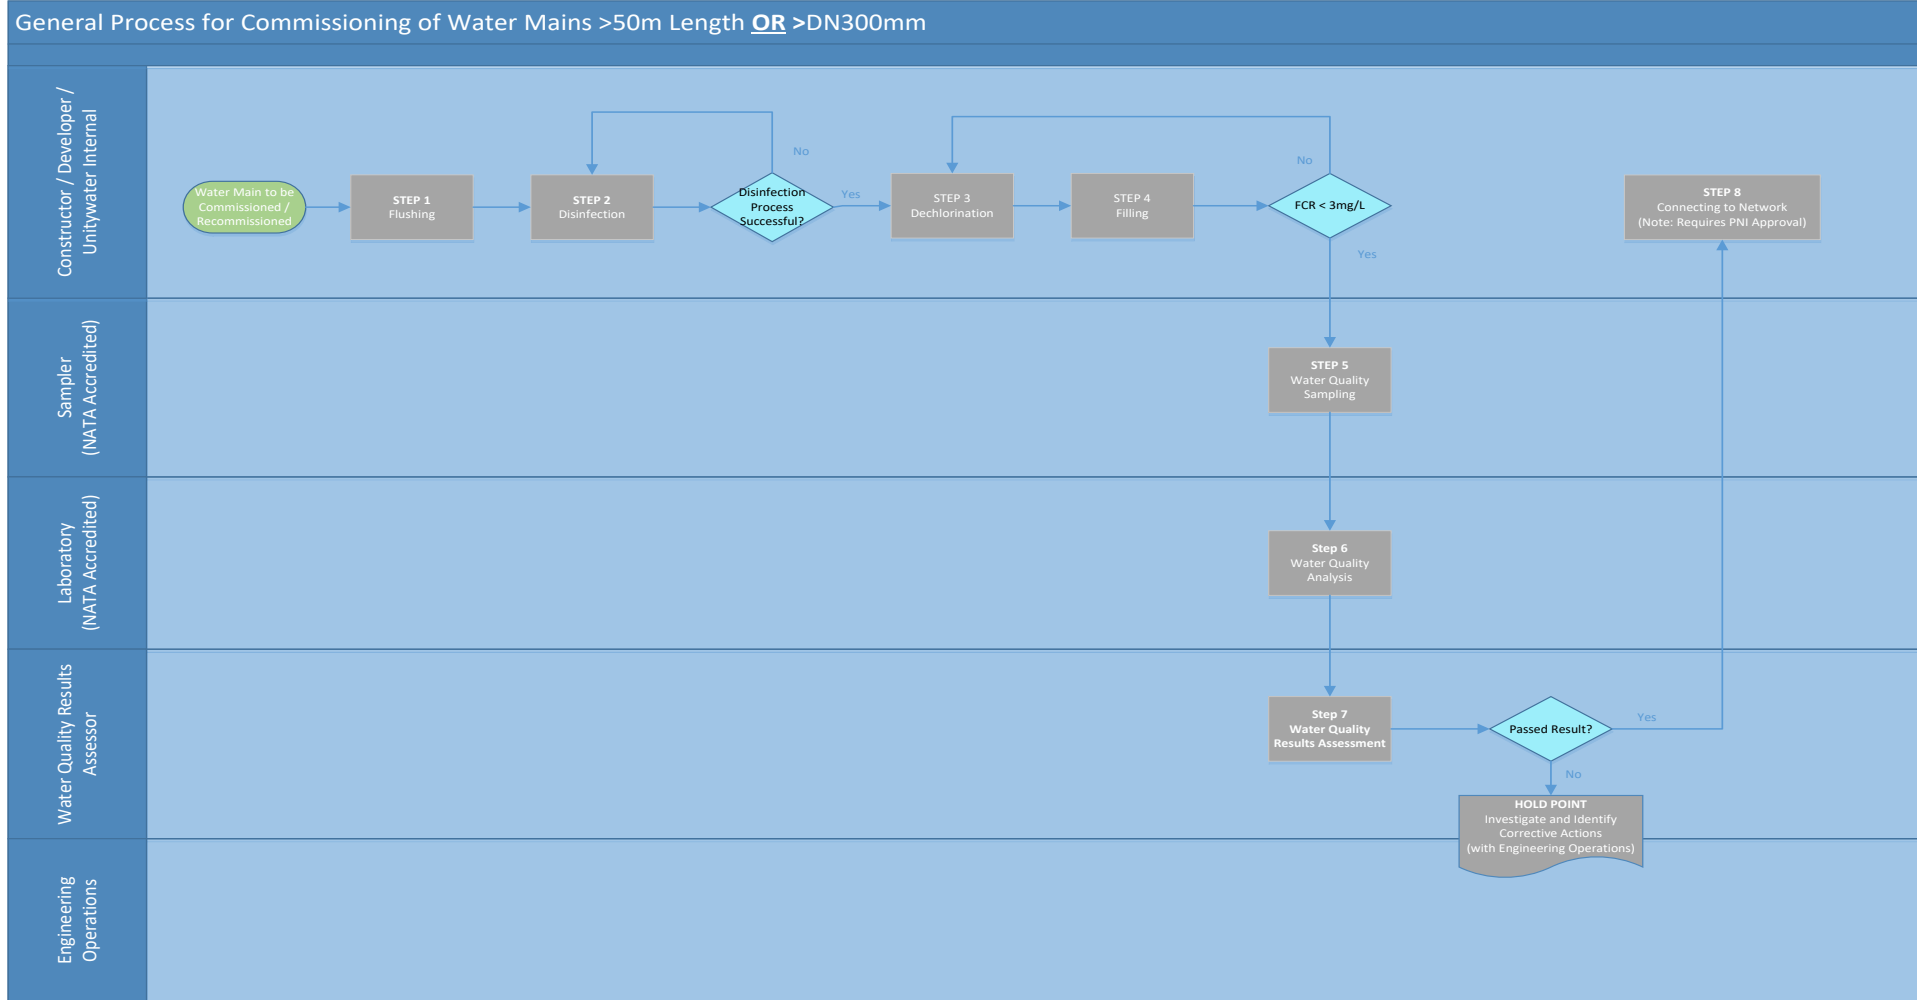 General Process for Commissioning of Water Mains >50m Length OR >DN300mm
Constructor / Developer /
Unitywater Internal
Water Main to be
Commissioned /
Recommissioned
STEP 1
Flushing
STEP 2
Disinfection
No
Disinfection
Process
Successful?
Yes
STEP 3
Dechlorination
STEP 4
Filling
No
FCR < 3mg/L
Yes
STEP 8
Connecting to Network
(Note: Requires PNI Approval)
Sampler
(NATA Accredited)
STEP 5
Water Quality
Sampling
Laboratory
(NATA Accredited)
Step 6
Water Quality
Analysis
Water Quality Results
Assessor
Step 7
Water Quality
Results Assessment
Passed Result?
Yes
No
HOLD POINT
Investigate and Identify
Corrective Actions
(with Engineering Operations)
Engineering
Operations